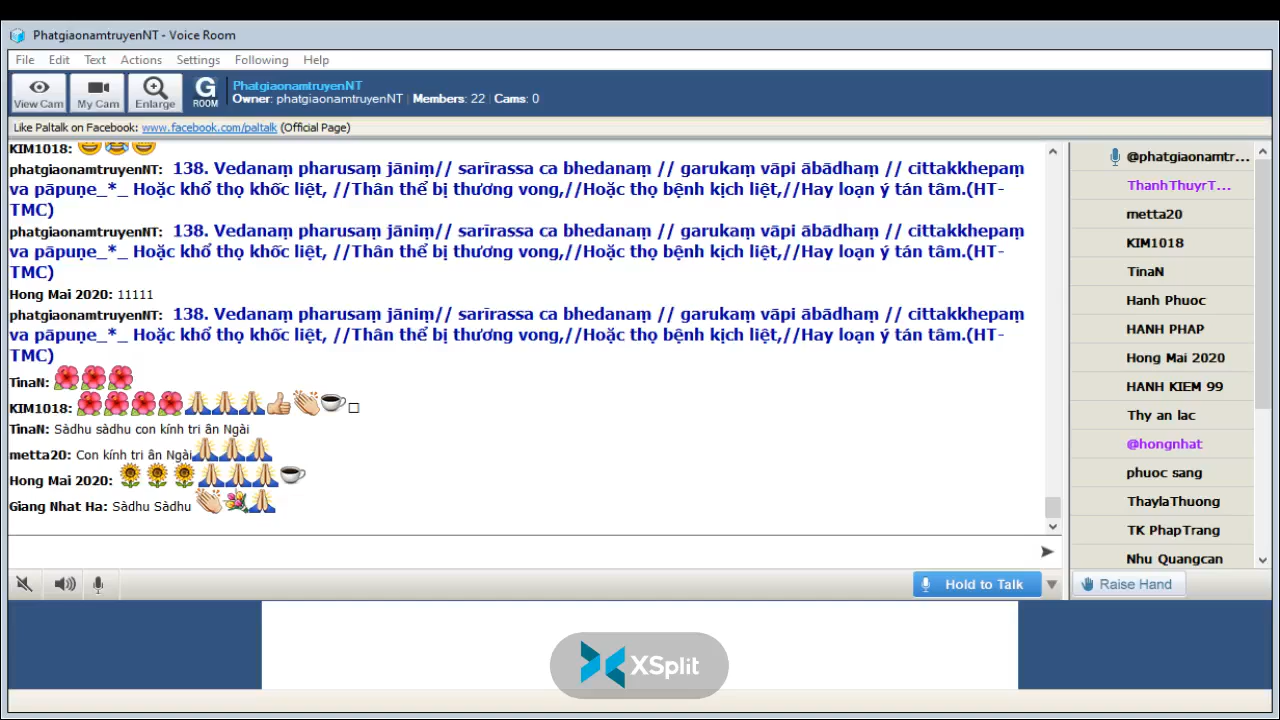 PhatgiaonamtruyenNT - Voice Room
File Edit Text Actions Settings Following Help
View Cam My Cam Enlarge G ROOM
PhatgiaonamtruyenNT
Owner: phatgiaonamtruyenNT | Members: 22 | Cams: 0
Like Paltalk on Facebook: www.facebook.com/paltalk (Official Page)
KIM1018:
phatgiaonamtruyenNT: 138. Vedanaṃ pharusaṃ jāniṃ// sarīrassa ca bhedanaṃ // garukaṃ vāpi ābādhaṃ // cittakkhepaṃ
va pāpuṇe_*_ Hoặc khổ thọ khốc liệt, //Thân thể bị thương vong,//Hoặc thọ bệnh kịch liệt,//Hay loạn ý tán tâm.(HT-
TMC)
phatgiaonamtruyenNT: 138. Vedanaṃ pharusaṃ jāniṃ// sarīrassa ca bhedanaṃ // garukaṃ vāpi ābādhaṃ // cittakkhepaṃ
va pāpuṇe_*_ Hoặc khổ thọ khốc liệt, //Thân thể bị thương vong,//Hoặc thọ bệnh kịch liệt,//Hay loạn ý tán tâm.(HT-
TMC)
Hong Mai 2020: 11111
phatgiaonamtruyenNT: 138. Vedanaṃ pharusaṃ jāniṃ// sarīrassa ca bhedanaṃ // garukaṃ vāpi ābādhaṃ // cittakkhepaṃ
va pāpuṇe_*_ Hoặc khổ thọ khốc liệt, //Thân thể bị thương vong,//Hoặc thọ bệnh kịch liệt,//Hay loạn ý tán tâm.(HT-
TMC)
TinaN:
KIM1018:
TinaN: Sàdhu sàdhu con kính tri ân Ngài
metta20: Con kính tri ân Ngài
Hong Mai 2020:
Giang Nhat Ha: Sàdhu Sàdhu
@phatgiaonamtr...
ThanhThuyrT...
metta20
KIM1018
TinaN
Hanh Phuoc
HANH PHAP
Hong Mai 2020
HANH KIEM 99
Thy an lac
@hongnhat
phuoc sang
ThaylaThuong
TK PhapTrang
Nhu Quangcan
Hold to Talk
Raise Hand
XSplit